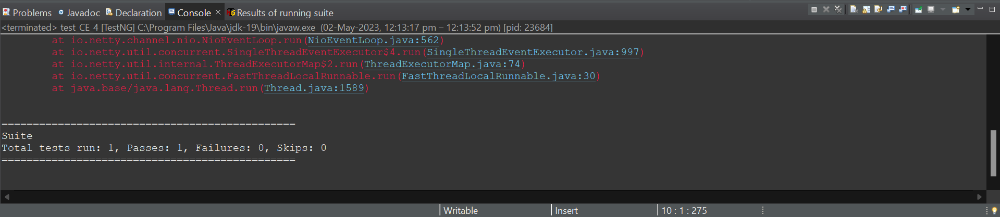 Problems @ Javadoc Declaration Console × Results of running suite
<terminated> test_CE_4 [TestNG] C:\Program Files\Java\jdk-19\bin\javaw.exe (02-May-2023, 12:13:17 pm – 12:13:52 pm) [pid: 23684]
at io.netty.channel.nio.NioEventLoop.run(NioEventLoop.java:562)
at io.netty.util.concurrent.SingleThreadEventExecutor$4.run(SingleThreadEventExecutor.java:997)
at io.netty.util.internal.ThreadExecutorMap$2.run(ThreadExecutorMap.java:74)
at io.netty.util.concurrent.FastThreadLocalRunnable.run(FastThreadLocalRunnable.java:30)
at java.base/java.lang.Thread.run(Thread.java:1589)
===============================================
Suite
Total tests run: 1, Passes: 1, Failures: 0, Skips: 0
===============================================
Writable Insert 10 : 1 : 275